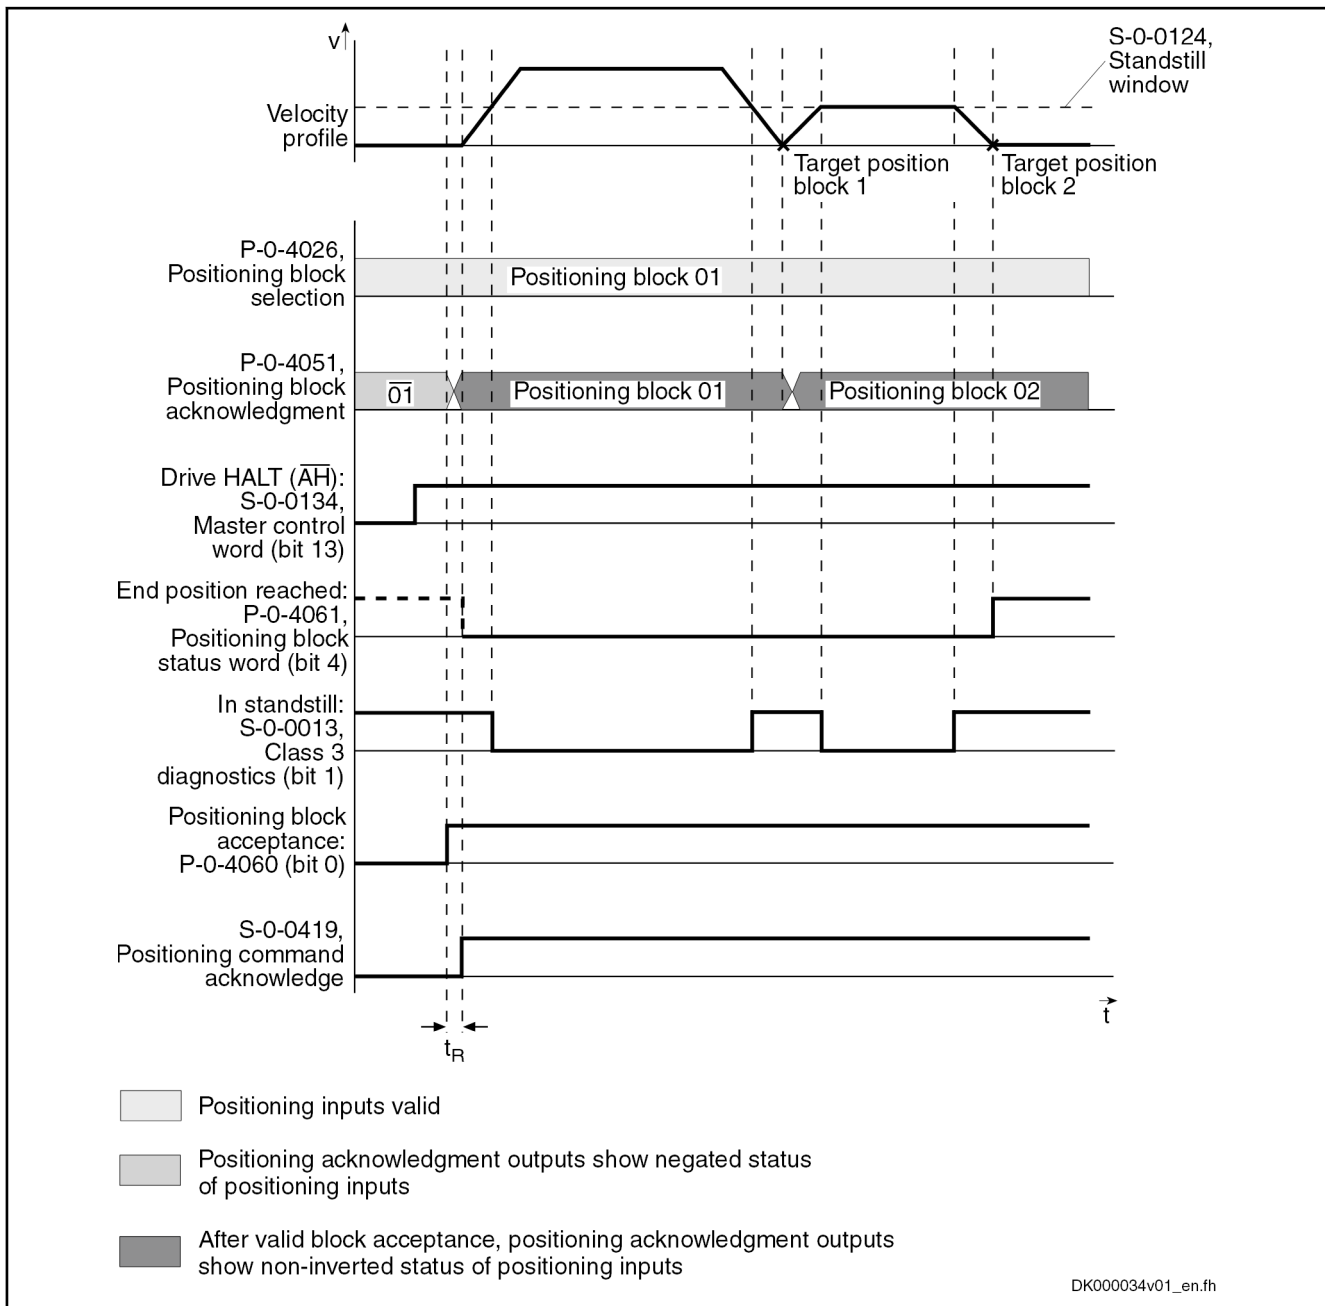 v
S-0-0124,
Standstill
window
Velocity
profile
Target position
block 1
Target position
block 2
P-0-4026,
Positioning block
selection
Positioning block 01
P-0-4051,
Positioning block
acknowledgment
0̅1̅
Positioning block 01
Positioning block 02
Drive HALT (A̅H̅):
S-0-0134,
Master control
word (bit 13)
End position reached:
P-0-4061,
Positioning block
status word (bit 4)
In standstill:
S-0-0013,
Class 3
diagnostics (bit 1)
Positioning block
acceptance:
P-0-4060 (bit 0)
S-0-0419,
Positioning command
acknowledge
t
tR
Positioning inputs valid
Positioning acknowledgment outputs show negated status
of positioning inputs
After valid block acceptance, positioning acknowledgment outputs
show non-inverted status of positioning inputs
DK000034v01_en.fh